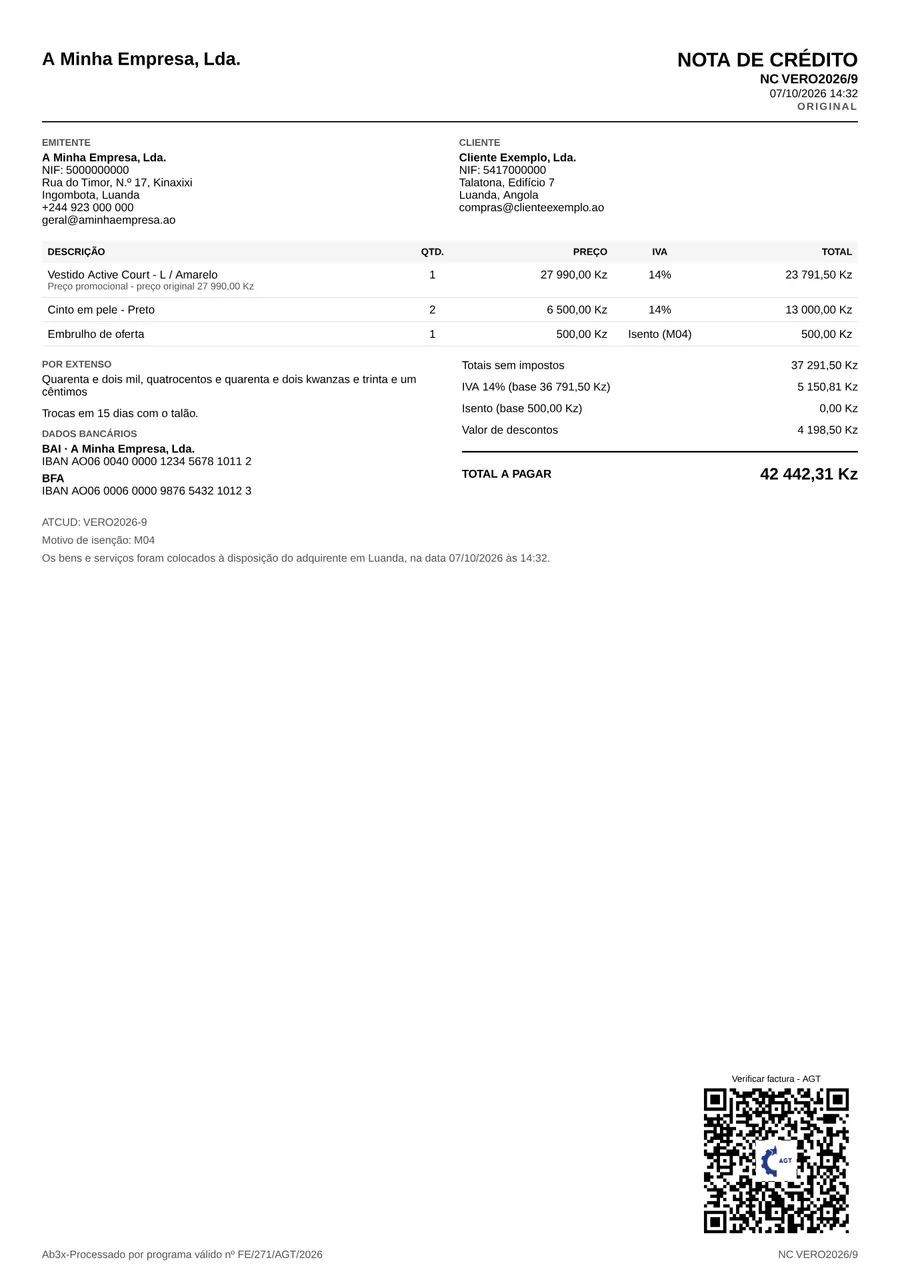 A Minha Empresa, Lda.
NOTA DE CRÉDITO
NC VERO2026/9
07/10/2026 14:32
ORIGINAL
EMITENTE
A Minha Empresa, Lda.
NIF: 5000000000
Rua do Timor, N.º 17, Kinaxixi
Ingombota, Luanda
+244 923 000 000
geral@aminhaempresa.ao
CLIENTE
Cliente Exemplo, Lda.
NIF: 5417000000
Talatona, Edifício 7
Luanda, Angola
compras@clienteexemplo.ao
DESCRIÇÃO QTD. PREÇO IVA TOTAL
Vestido Active Court - L / Amarelo 1 27 990,00 Kz 14% 23 791,50 Kz
Preço promocional - preço original 27 990,00 Kz
Cinto em pele - Preto 2 6 500,00 Kz 14% 13 000,00 Kz
Embrulho de oferta 1 500,00 Kz Isento (M04) 500,00 Kz
POR EXTENSO
Quarenta e dois mil, quatrocentos e quarenta e dois kwanzas e trinta e um
cêntimos
Trocas em 15 dias com o talão.
DADOS BANCÁRIOS
BAI · A Minha Empresa, Lda.
IBAN AO06 0040 0000 1234 5678 1011 2
BFA
IBAN AO06 0006 0000 9876 5432 1012 3
Totais sem impostos 37 291,50 Kz
IVA 14% (base 36 791,50 Kz) 5 150,81 Kz
Isento (base 500,00 Kz) 0,00 Kz
Valor de descontos 4 198,50 Kz
TOTAL A PAGAR 42 442,31 Kz
ATCUD: VERO2026-9
Motivo de isenção: M04
Os bens e serviços foram colocados à disposição do adquirente em Luanda, na data 07/10/2026 às 14:32.
Verificar factura - AGT
AGT
Ab3x-Processado por programa válido nº FE/271/AGT/2026 NC VERO2026/9